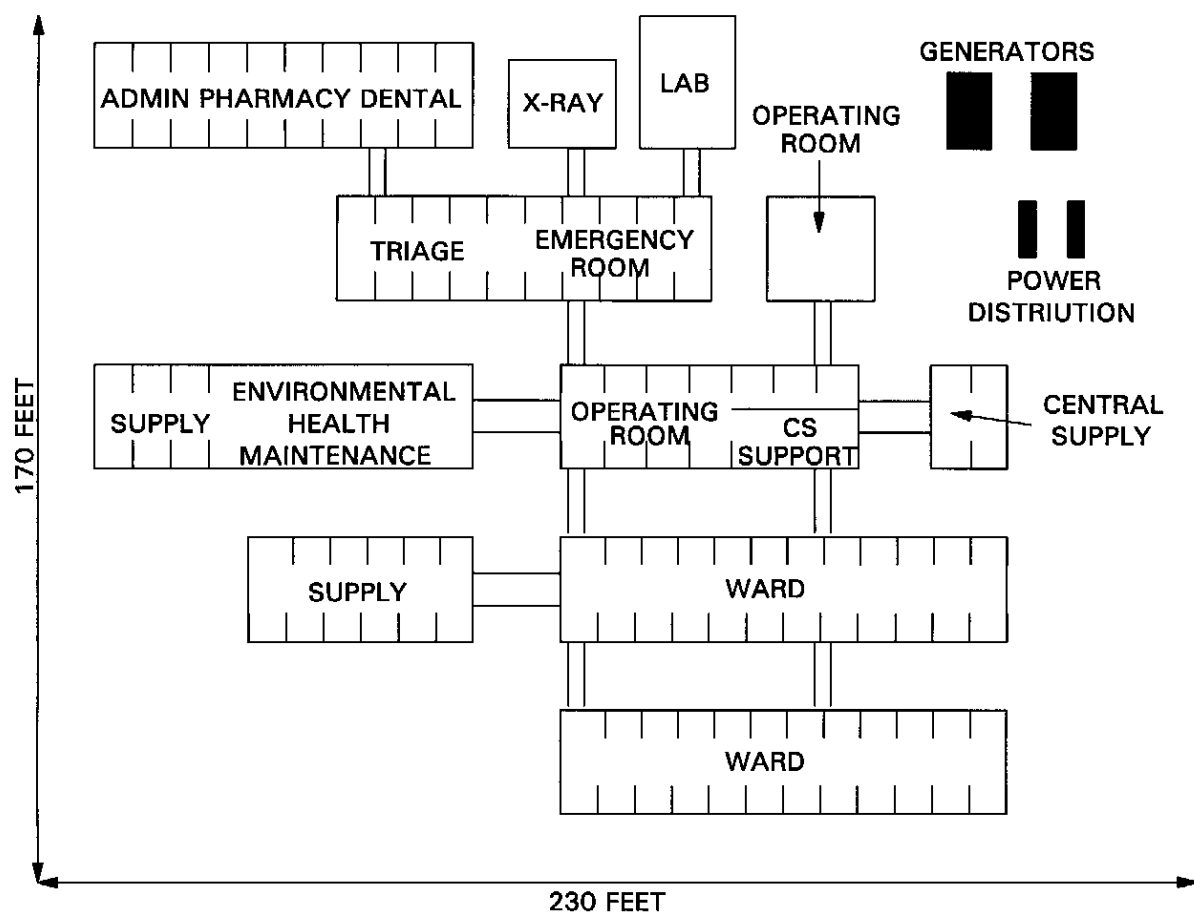 ADMIN PHARMACY DENTAL
X-RAY
LAB
GENERATORS
OPERATING
ROOM
TRIAGE
EMERGENCY
ROOM
POWER
DISTRIUTION
SUPPLY
ENVIRONMENTAL
HEALTH
MAINTENANCE
OPERATING
ROOM
CS
SUPPORT
CENTRAL
SUPPLY
170 FEET
SUPPLY
WARD
WARD
230 FEET